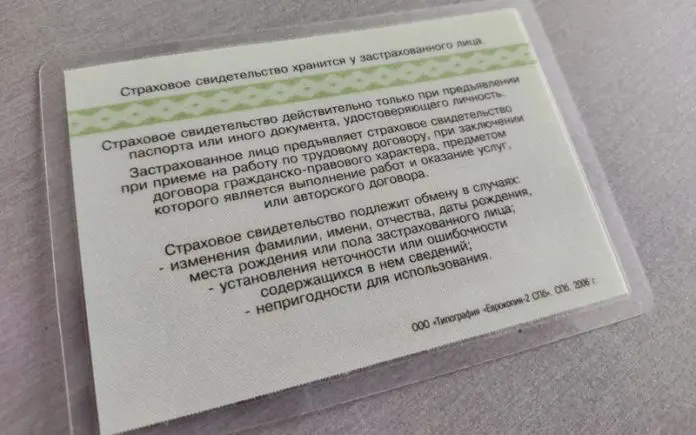 Страховое свидетельство хранится у застрахованного лица.
Страховое свидетельство действительно только при предъявлении
паспорта или иного документа, удостоверяющего личность.
Застрахованное лицо предъявляет страховое свидетельство
при приеме на работу по трудовому договору, при заключении
договора гражданско-правового характера, предметом
которого является выполнение работ и оказание услуг,
или авторского договора.
Страховое свидетельство подлежит обмену в случаях:
- изменения фамилии, имени, отчества, даты рождения,
места рождения или пола застрахованного лица;
- установления неточности или ошибочности
содержащихся в нем сведений;
- непригодности для использования.
ООО «Типография «Еврокопия-2 СПб». СПб. 2006 г.